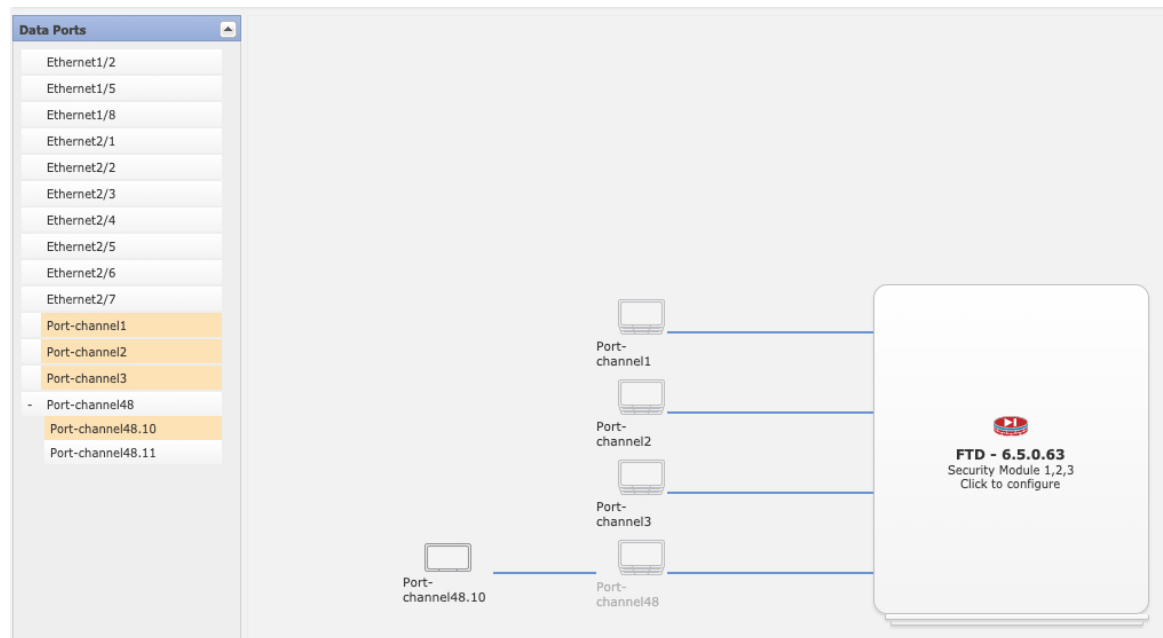 Data Ports
Ethernet1/2
Ethernet1/5
Ethernet1/8
Ethernet2/1
Ethernet2/2
Ethernet2/3
Ethernet2/4
Ethernet2/5
Ethernet2/6
Ethernet2/7
Port-channel1
Port-channel2
Port-channel3
- Port-channel48
Port-channel48.10
Port-channel48.11
Port-
channel1
Port-
channel2
Port-
channel3
Port-
channel48.10
Port-
channel48
FTD - 6.5.0.63
Security Module 1,2,3
Click to configure